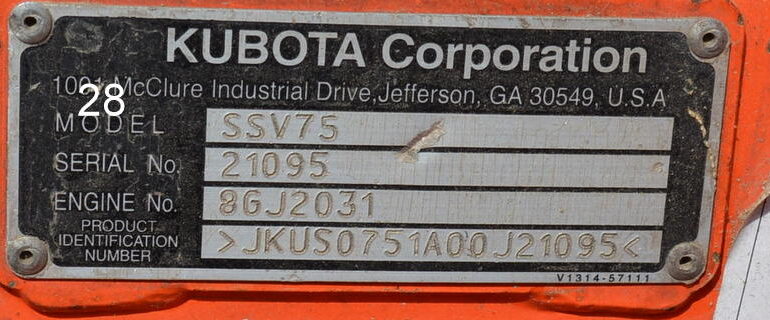 KUBOTA Corporation
1001 McClure Industrial Drive, Jefferson, GA 30549, U.S.A
28
MODEL SSV75
SERIAL No. 21095
ENGINE No. 8GJ2031
PRODUCT
IDENTIFICATION
NUMBER
>JKUS0751A00J21095<
V1314-57111